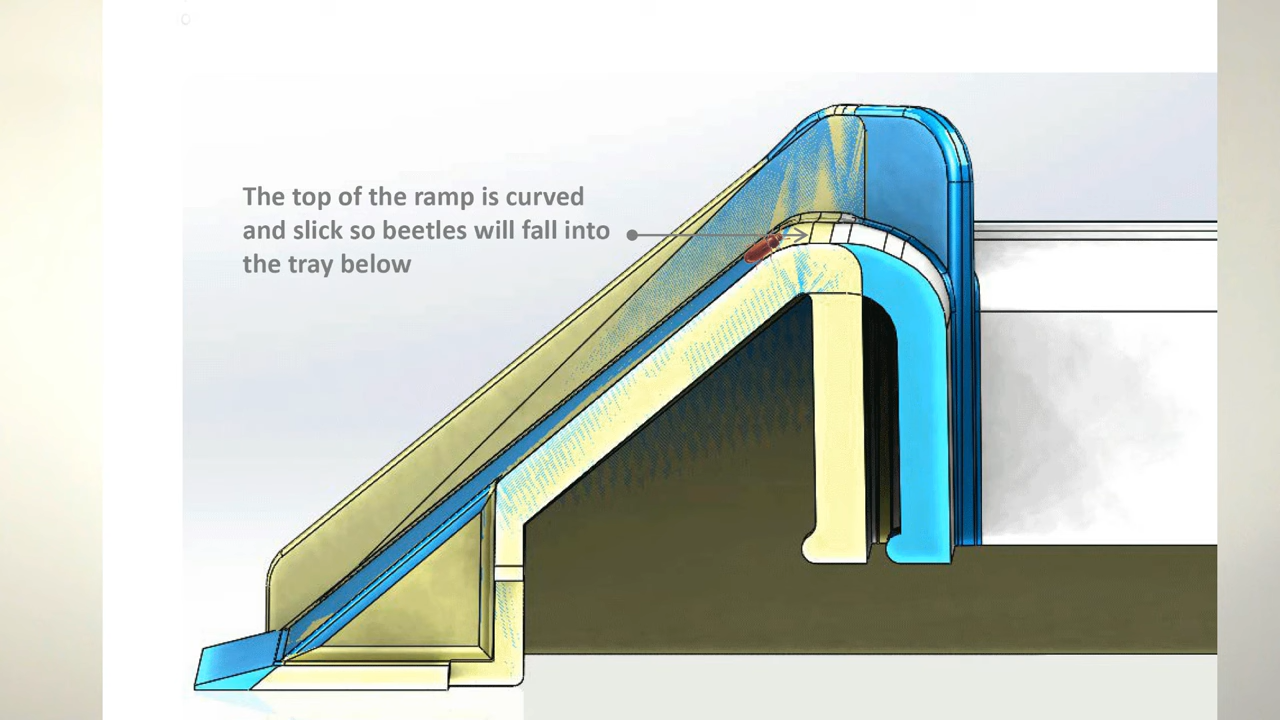 The top of the ramp is curved
and slick so beetles will fall into
the tray below